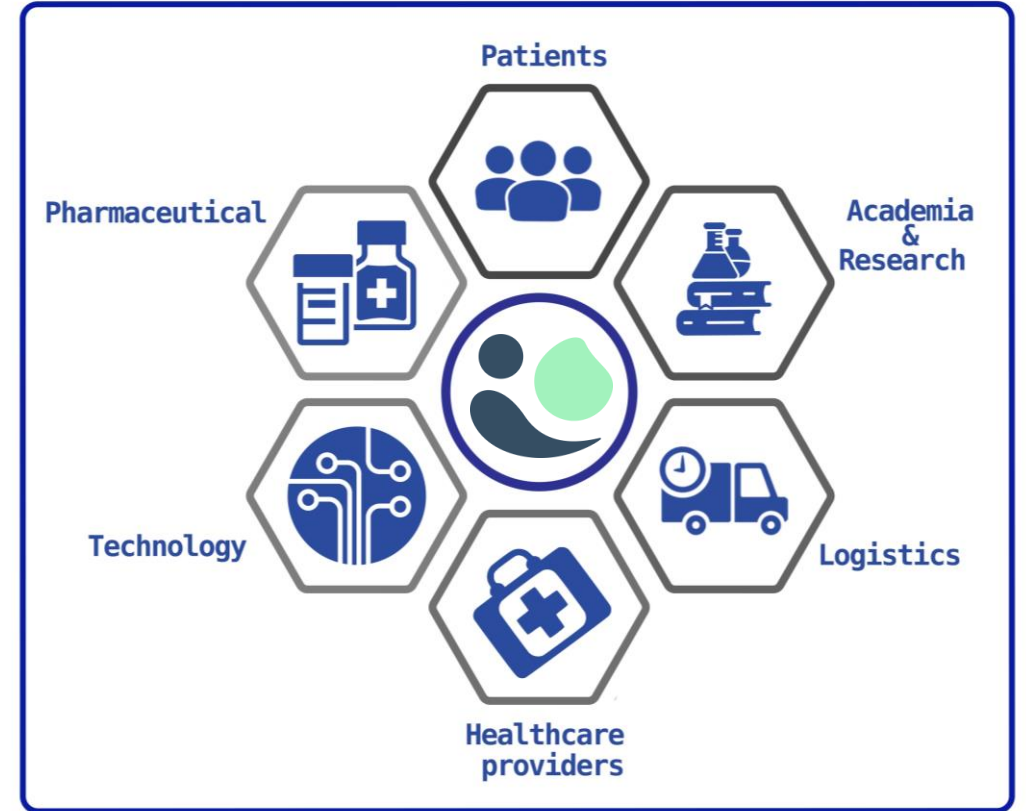 Patients
Pharmaceutical
Academia
&
Research
Technology
Logistics
Healthcare
providers